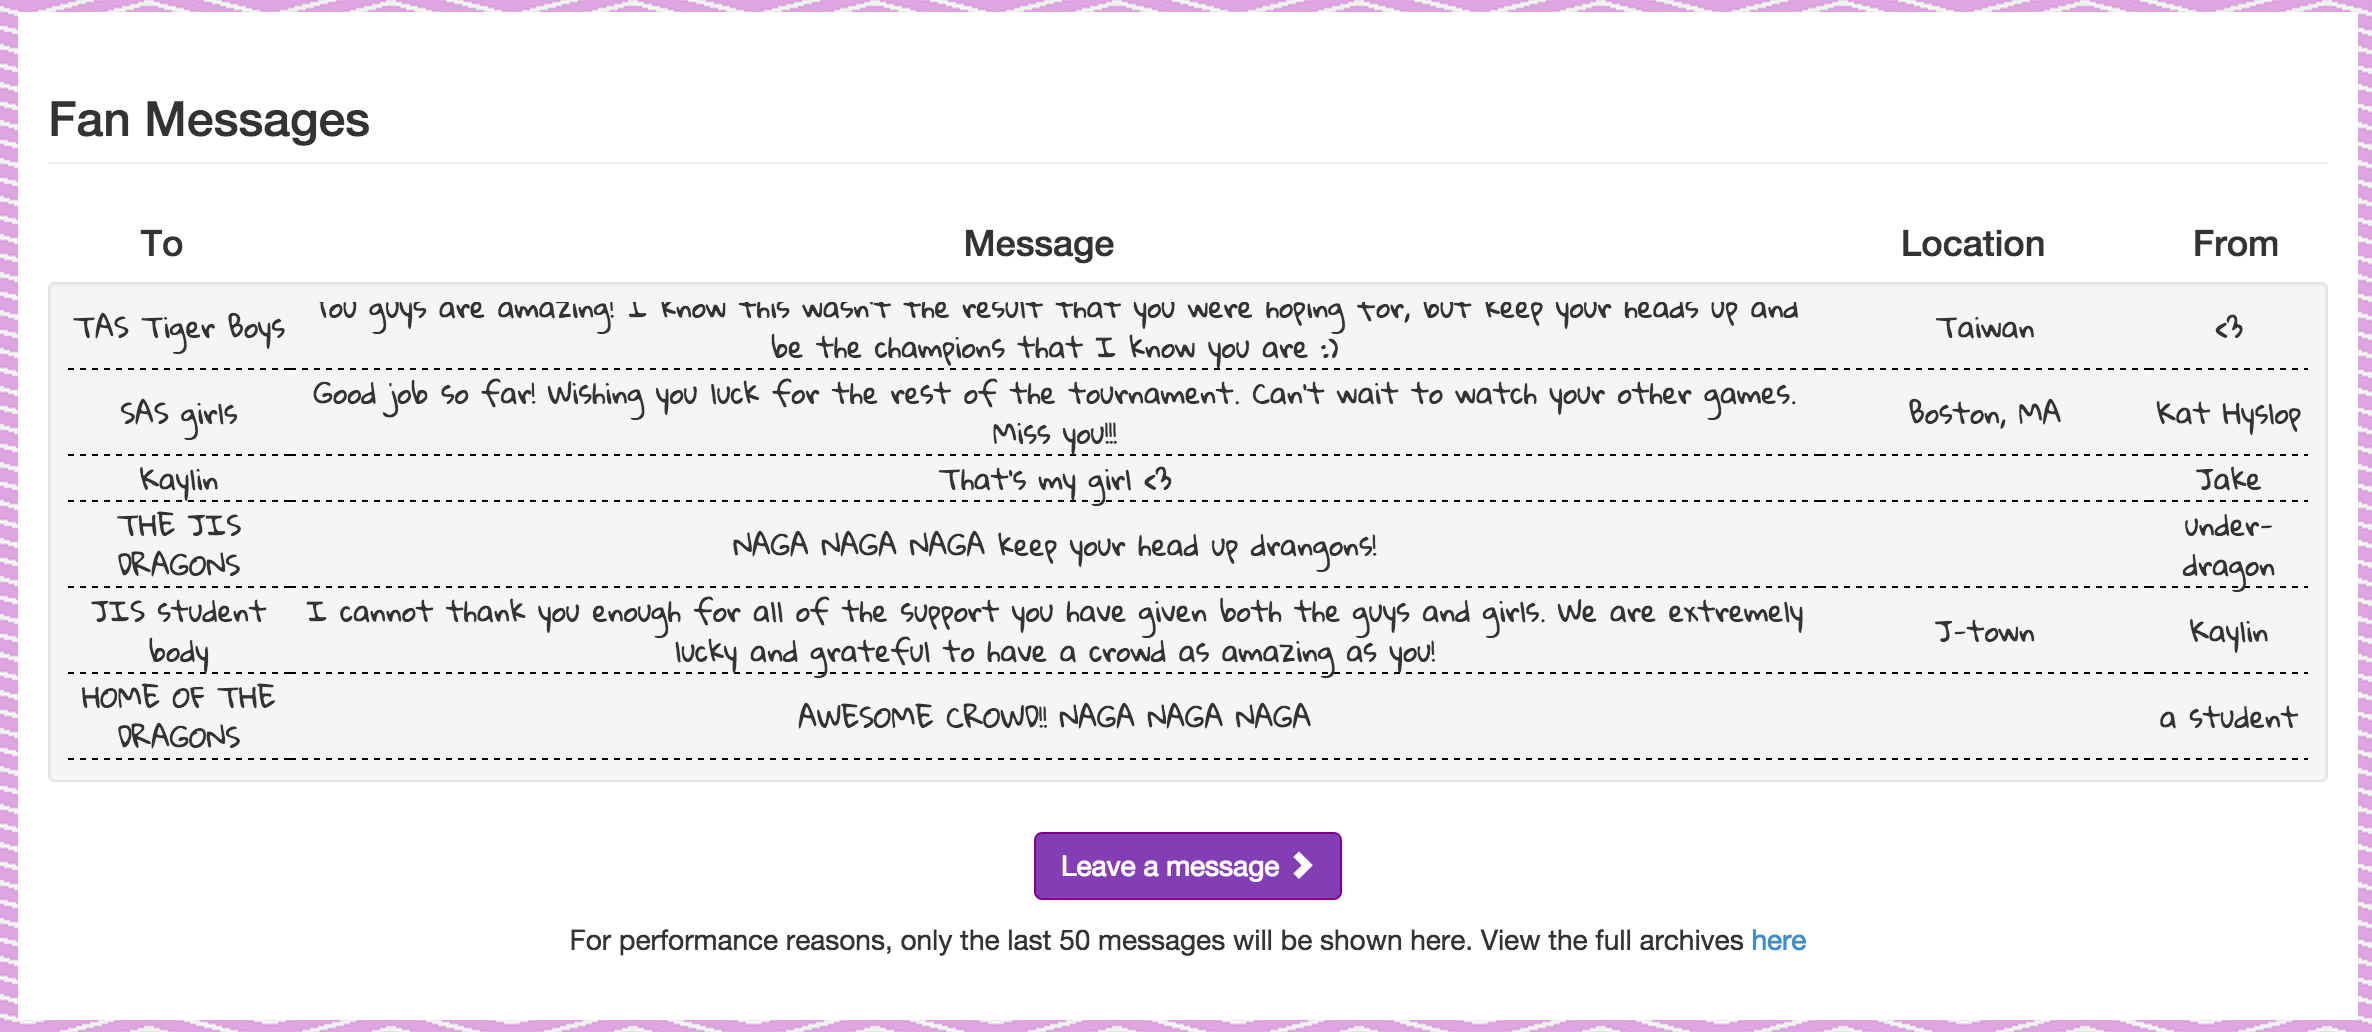 Fan Messages
To Message Location From
TAS Tiger Boys You guys are amazing! I know this wasn't the result that you were hoping for, but keep your heads up and Taiwan <3
be the champions that I know you are :)
SAS girls Good job so far! Wishing you luck for the rest of the tournament. Can't wait to watch your other games. Boston, MA Kat Hyslop
Miss you!!!
Kaylin That's my girl <3 Jake
THE JIS
DRAGONS
NAGA NAGA NAGA keep your head up drangons!
under-
dragon
JIS student
body
I cannot thank you enough for all of the support you have given both the guys and girls. We are extremely
lucky and grateful to have a crowd as amazing as you!
J-town Kaylin
HOME OF THE
DRAGONS
AWESOME CROWD!! NAGA NAGA NAGA
a student
Leave a message
For performance reasons, only the last 50 messages will be shown here. View the full archives here